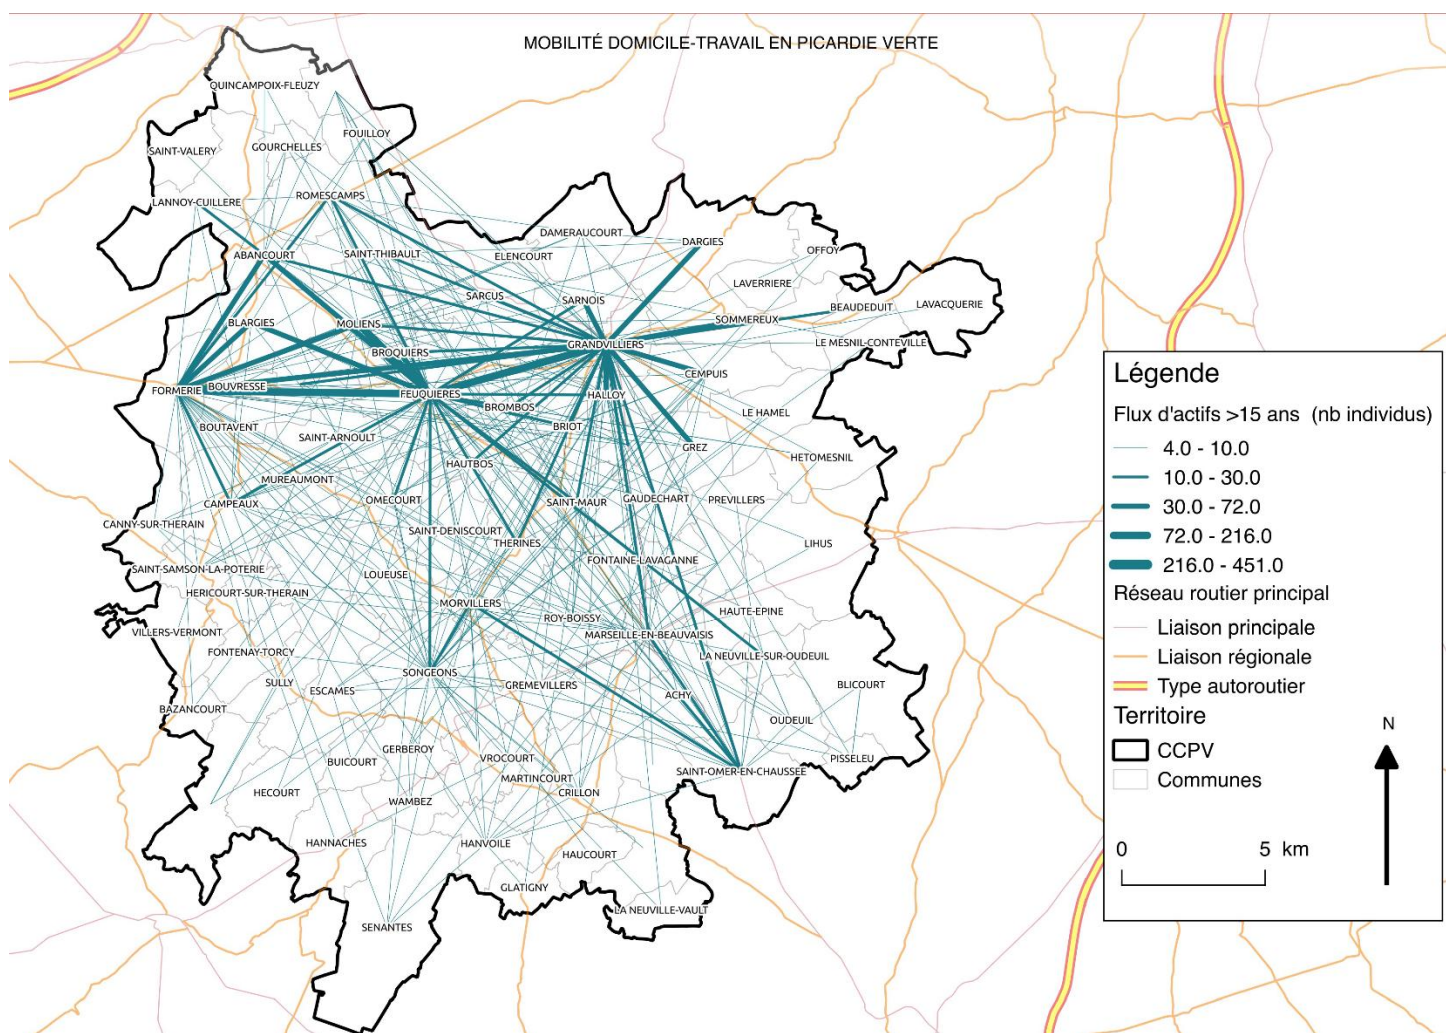 MOBILITÉ DOMICILE-TRAVAIL EN PICARDIE VERTE
QUINCAMPOIX-FLEUZY
FOUILLOY
SAINT-VALERY
GOURCHELLES
LANNOY-CUILLERE
ROMESCAMPS
DAMERAUCOURT
DARGIES
ABANCOURT
SAINT-THIBAULT
ELENCOURT
OFFOY
LAVERRIERE
SARCUS
SARNOIS
BEAUDEDUIT
LAVACQUERIE
BLARGIES
MOLIENS
SOMMEREUX
BROQUIERS
GRANDVILLIERS
LE MESNIL-CONTEVILLE
CEMPUIS
FORMERIE
BOUVRESSE
FEUQUIERES
HALLOY
BROMBOS
LE HAMEL
BOUTAVENT
BRIOT
SAINT-ARNOULT
GREZ
HETOMESNIL
HAUTBOS
MUREAUMONT
OMECOURT
SAINT-MAUR
GAUDECHART
PREVILLERS
CAMPEAUX
CANNY-SUR-THERAIN
SAINT-DENISCOURT
THERINES
LIHUS
FONTAINE-LAVAGANNE
SAINT-SAMSON-LA-POTERIE
LOUEUSE
HERICOURT-SUR-THERAIN
MORVILLERS
HAUTE-EPINE
ROY-BOISSY
VILLERS-VERMONT
MARSEILLE-EN-BEAUVAISIS
FONTENAY-TORCY
LA NEUVILLE-SUR-OUDEUIL
SONGEONS
SULLY
ESCAMES
GREMEVILLERS
BLICOURT
ACHY
BAZANCOURT
OUDEUIL
GERBEROY
BUICOURT
VROCOURT
PISSELEU
MARTINCOURT
SAINT-OMER-EN-CHAUSSEE
HECOURT
WAMBEZ
CRILLON
HANNACHES
HANVOILE
HAUCOURT
GLATIGNY
LA NEUVILLE-VAULT
SENANTES
Légende
Flux d'actifs >15 ans (nb individus)
4.0 - 10.0
10.0 - 30.0
30.0 - 72.0
72.0 - 216.0
216.0 - 451.0
Réseau routier principal
Liaison principale
Liaison régionale
Type autoroutier
Territoire
CCPV
Communes
N
0 5 km